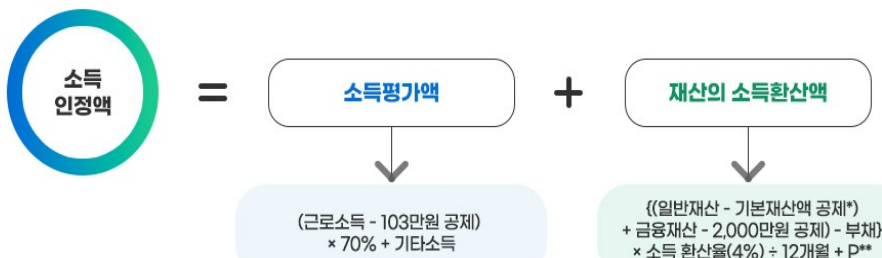 소득
인정액
=
소득평가액
+
재산의 소득환산액
(근로소득 - 103만원 공제)
× 70% + 기타소득
{(일반재산 - 기본재산액 공제*)
+ 금융재산 - 2,000만원 공제) - 부채}
× 소득 환산율(4%) ÷ 12개월 + P**